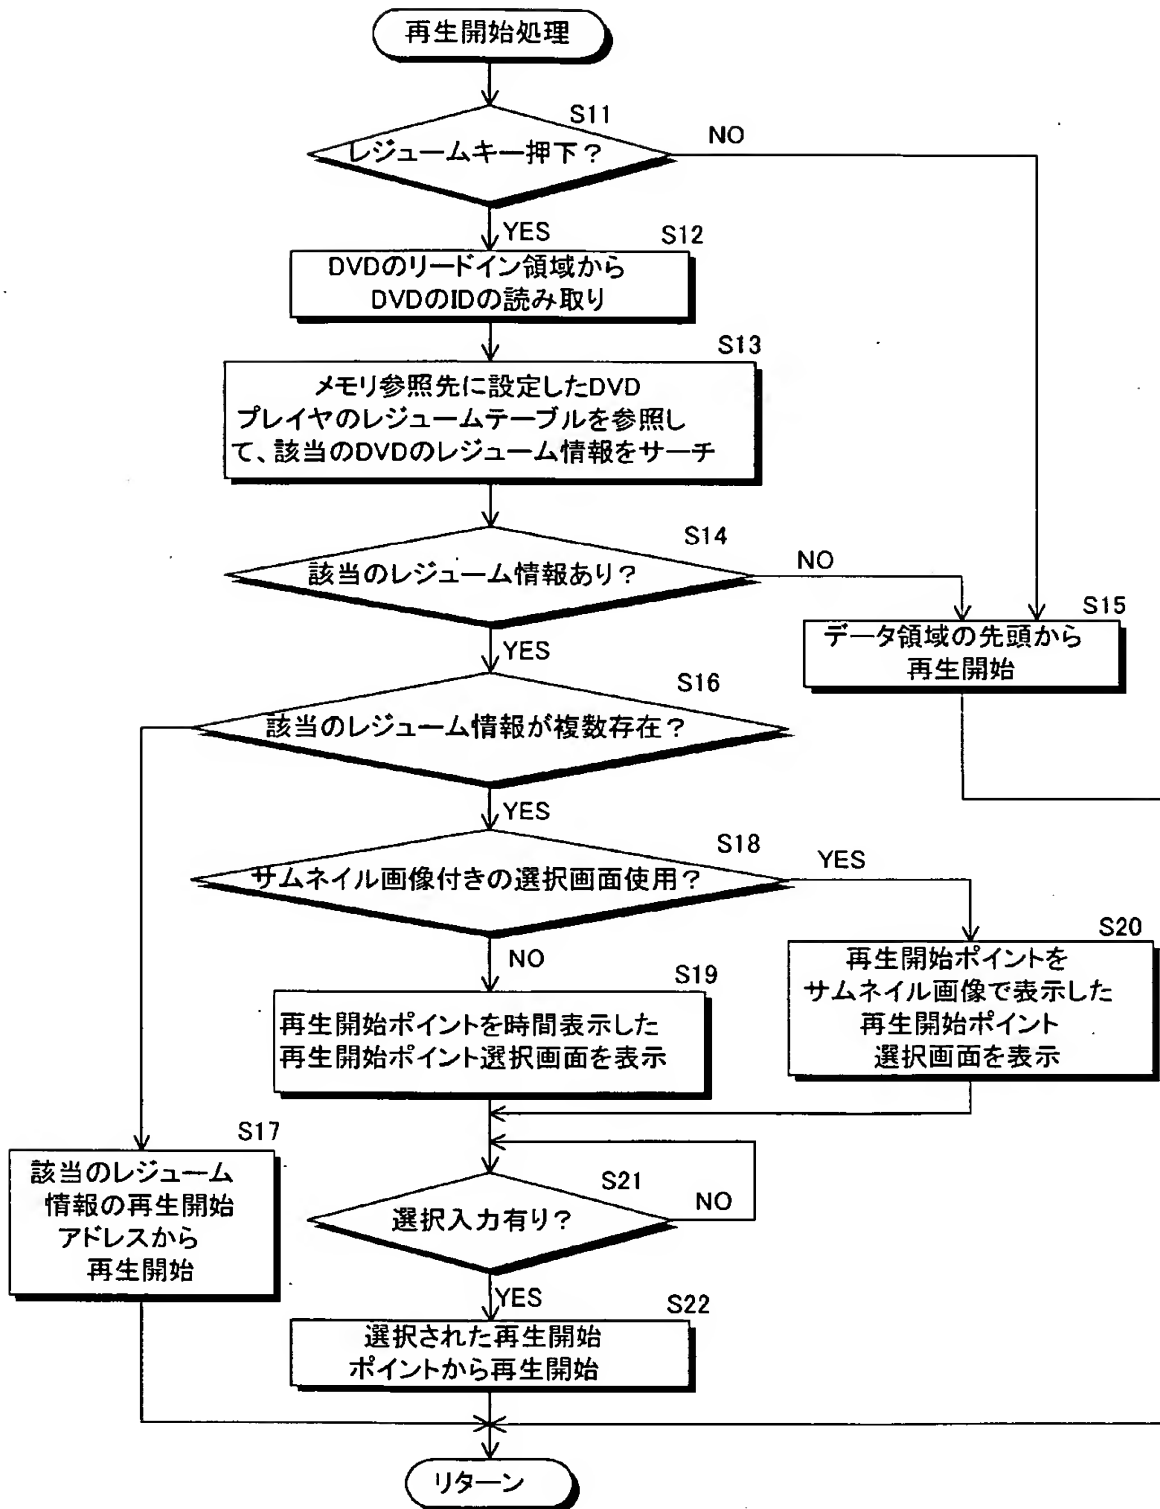 再生開始処理
S11
レジュームキー押下？
NO
YES
S12
DVDのリードイン領域から
DVDのIDの読み取り
S13
メモリ参照先に設定したDVD
プレイヤのレジュームテーブルを参照し
て、該当のDVDのレジューム情報をサーチ
S14
該当のレジューム情報あり？
NO
YES
S15
データ領域の先頭から
再生開始
S16
該当のレジューム情報が複数存在？
YES
S18
サムネイル画像付きの選択画面使用？
YES
NO
S20
再生開始ポイントを
サムネイル画像で表示した
再生開始ポイント
選択画面を表示
S19
再生開始ポイントを時間表示した
再生開始ポイント選択画面を表示
S17
該当のレジューム
情報の再生開始
アドレスから
再生開始
S21
選択入力有り？
NO
YES
S22
選択された再生開始
ポイントから再生開始
リターン